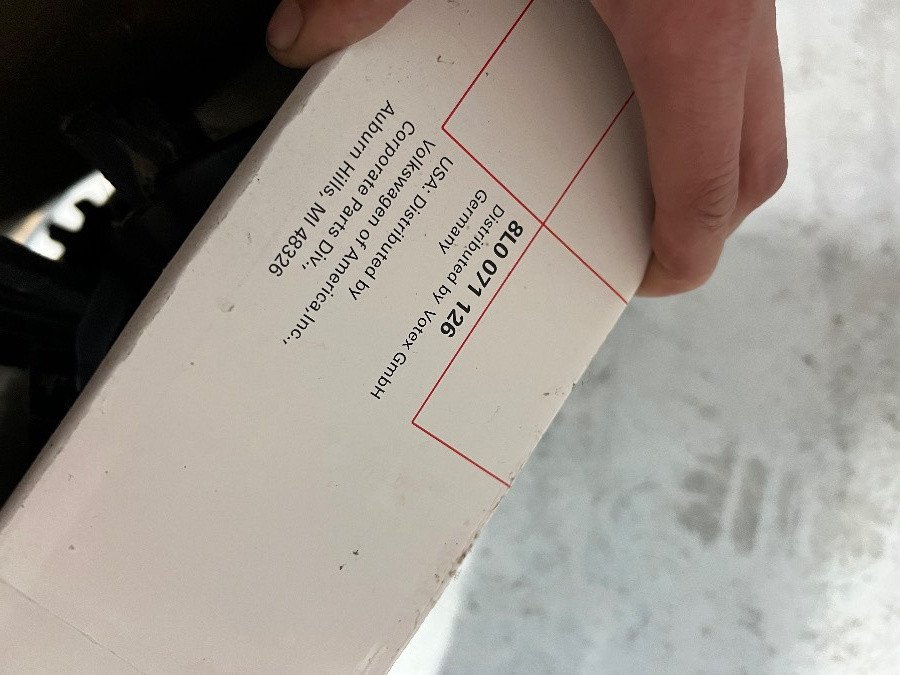 8L0 071 126
Distributed by Votex GmbH
Germany
USA: Distributed by
Volkswagen of America,Inc.,
Corporate Parts Div.,
Auburn Hills, MI 48326